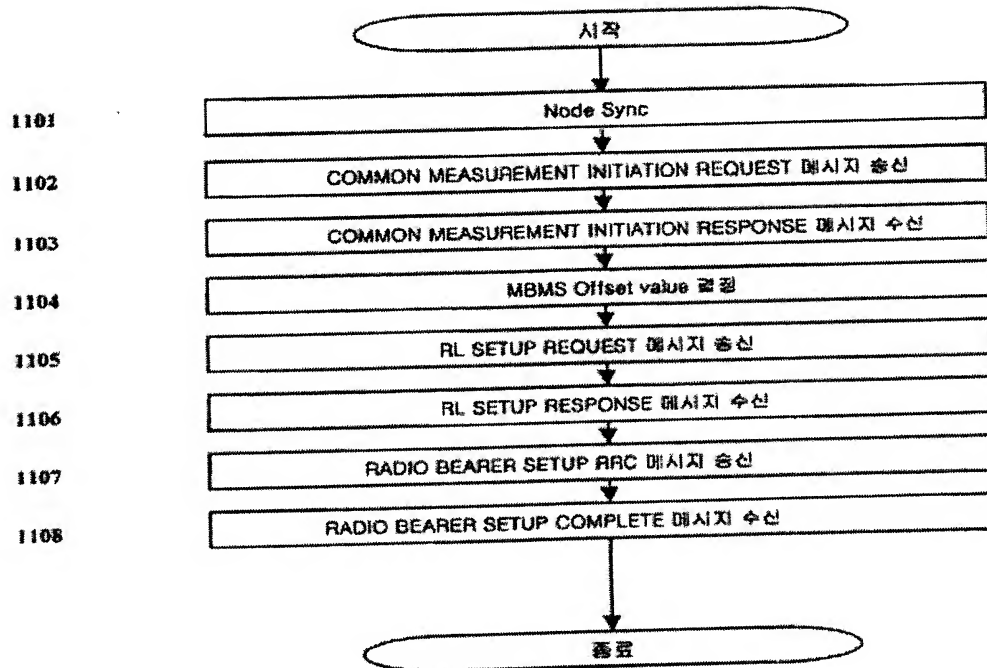 시작
1101 Node Sync
1102 COMMON MEASUREMENT INITIATION REQUEST 메시지 송신
1103 COMMON MEASUREMENT INITIATION RESPONSE 메시지 수신
1104 MBMS Offset value 결정
1105 RL SETUP REQUEST 메시지 송신
1106 RL SETUP RESPONSE 메시지 수신
1107 RADIO BEARER SETUP RRC 메시지 송신
1108 RADIO BEARER SETUP COMPLETE 메시지 수신
종료